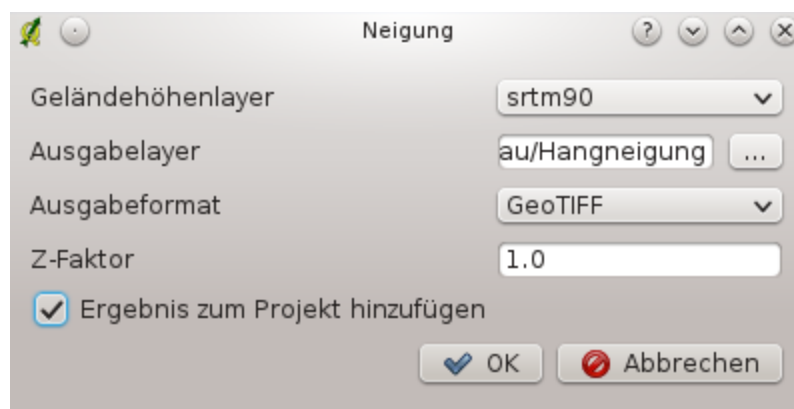 Neigung
Geländehöhenlayer srtm90
Ausgabelayer au/Hangneigung ...
Ausgabeformat GeoTIFF
Z-Faktor 1.0
Ergebnis zum Projekt hinzufügen
OK Abbrechen